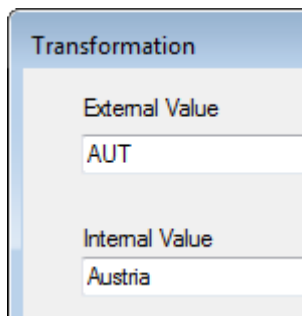 Transformation
External Value
AUT
Internal Value
Austria